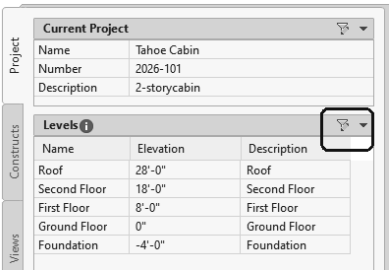 Project
Constructs
Views
Current Project
Name Tahoe Cabin
Number 2026-101
Description 2-storycabin
Levels
Name Elevation Description
Roof 28'-0" Roof
Second Floor 18'-0" Second Floor
First Floor 8'-0" First Floor
Ground Floor 0" Ground Floor
Foundation -4'-0" Foundation